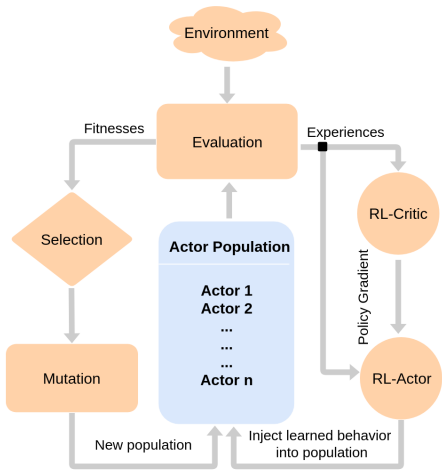 Environment
Fitnesses
Evaluation
Experiences
Selection
Actor Population
RL-Critic
Actor 1
Actor 2
...
...
...
Actor n
Policy Gradient
Mutation
RL-Actor
New population
Inject learned behavior
into population